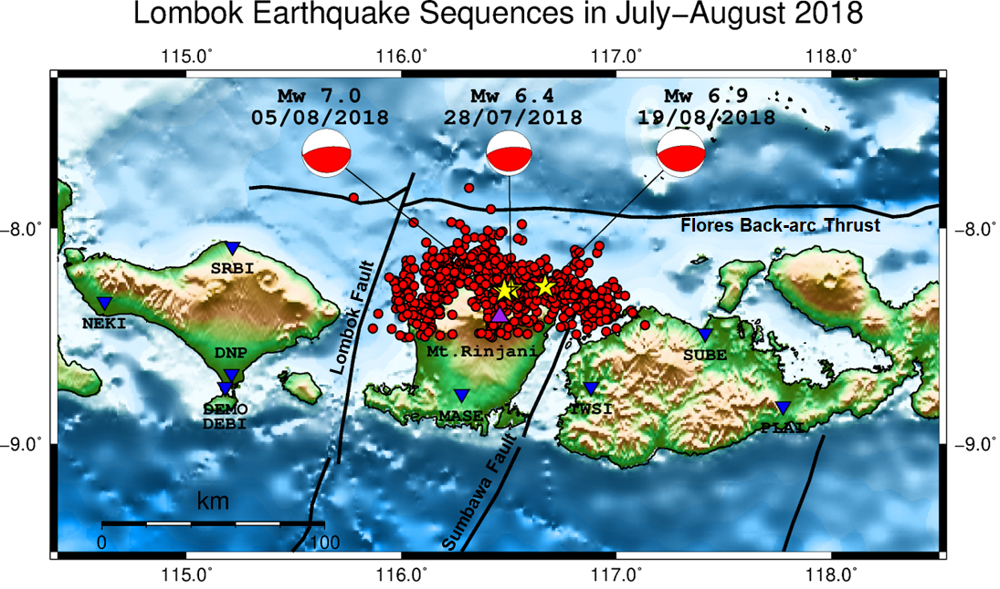 Lombok Earthquake Sequences in July–August 2018
115.0° 116.0° 117.0° 118.0°
Mw 7.0 Mw 6.4 Mw 6.9
05/08/2018 28/07/2018 19/08/2018
Flores Back-arc Thrust
−8.0° −8.0°
SRBI
Lombok Fault
NEKI
DNP
Mt.Rinjani
SUBE
DEMO
DEBI
MASE
TWSI
PLAI
−9.0° −9.0°
Sumbawa Fault
km
0 100
115.0° 116.0° 117.0° 118.0°